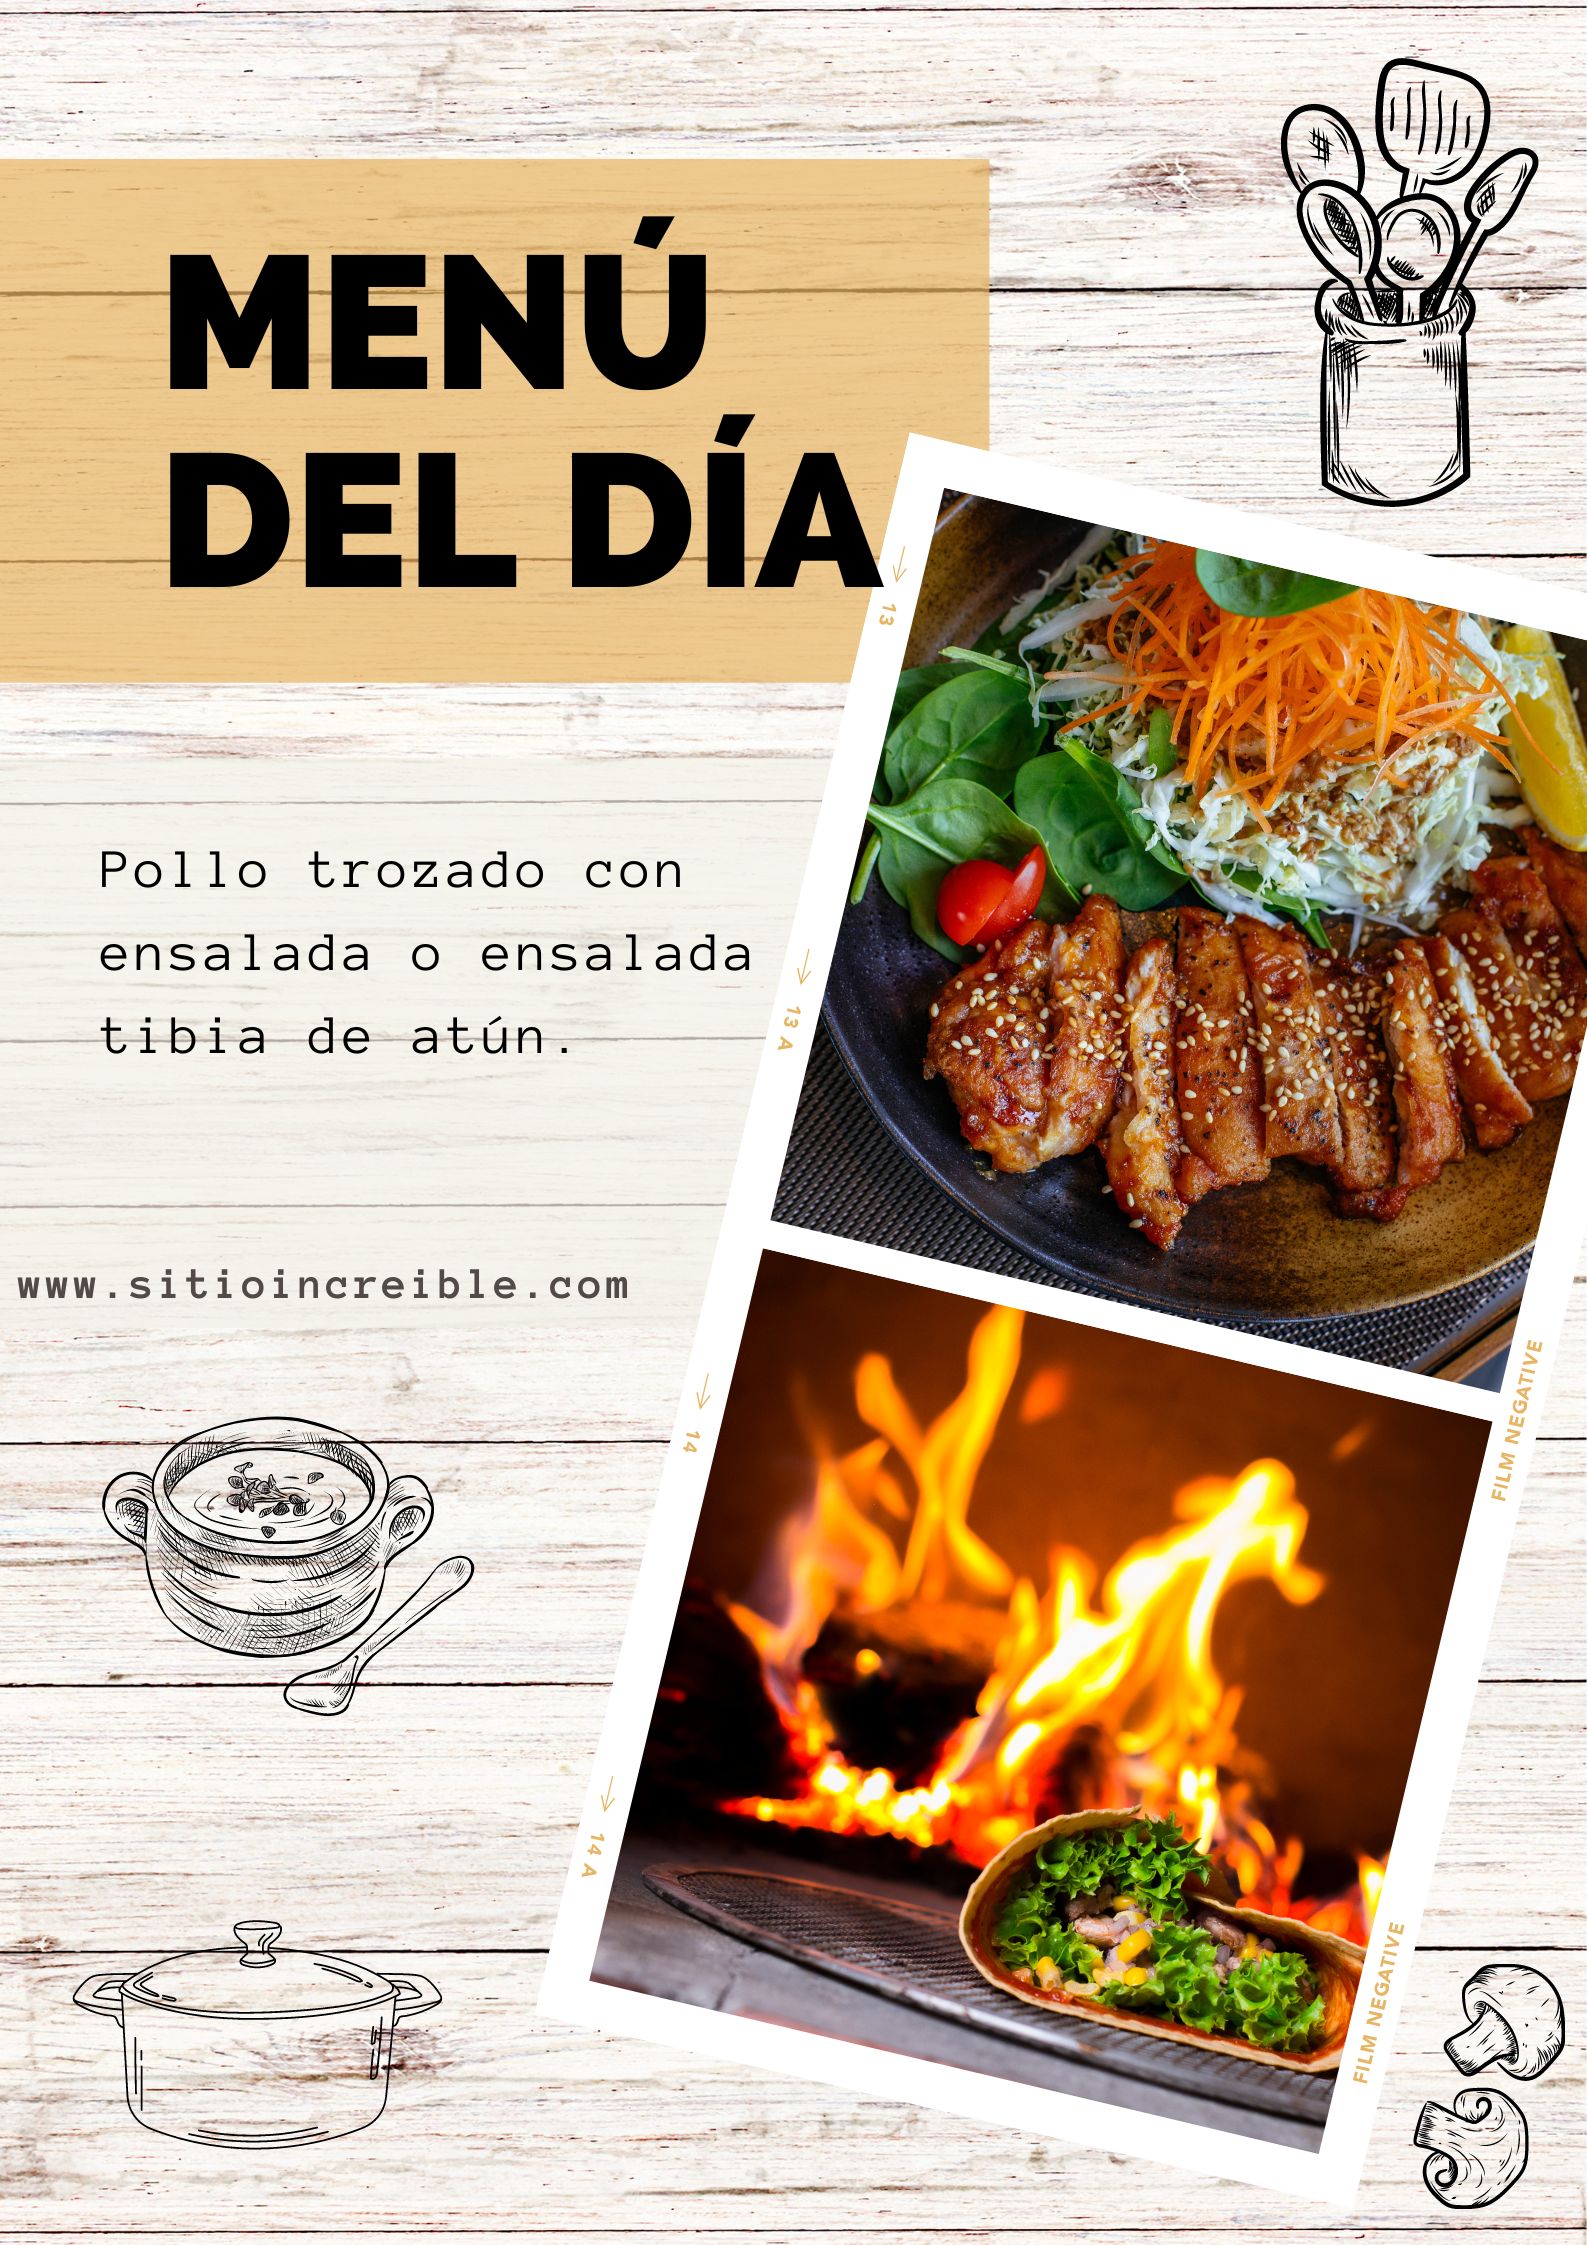 MENÚ
DEL DÍA
Pollo trozado con
ensalada o ensalada
tibia de atún.
www.sitioincreible.com
13
13 A
14
14 A
FILM NEGATIVE
FILM NEGATIVE